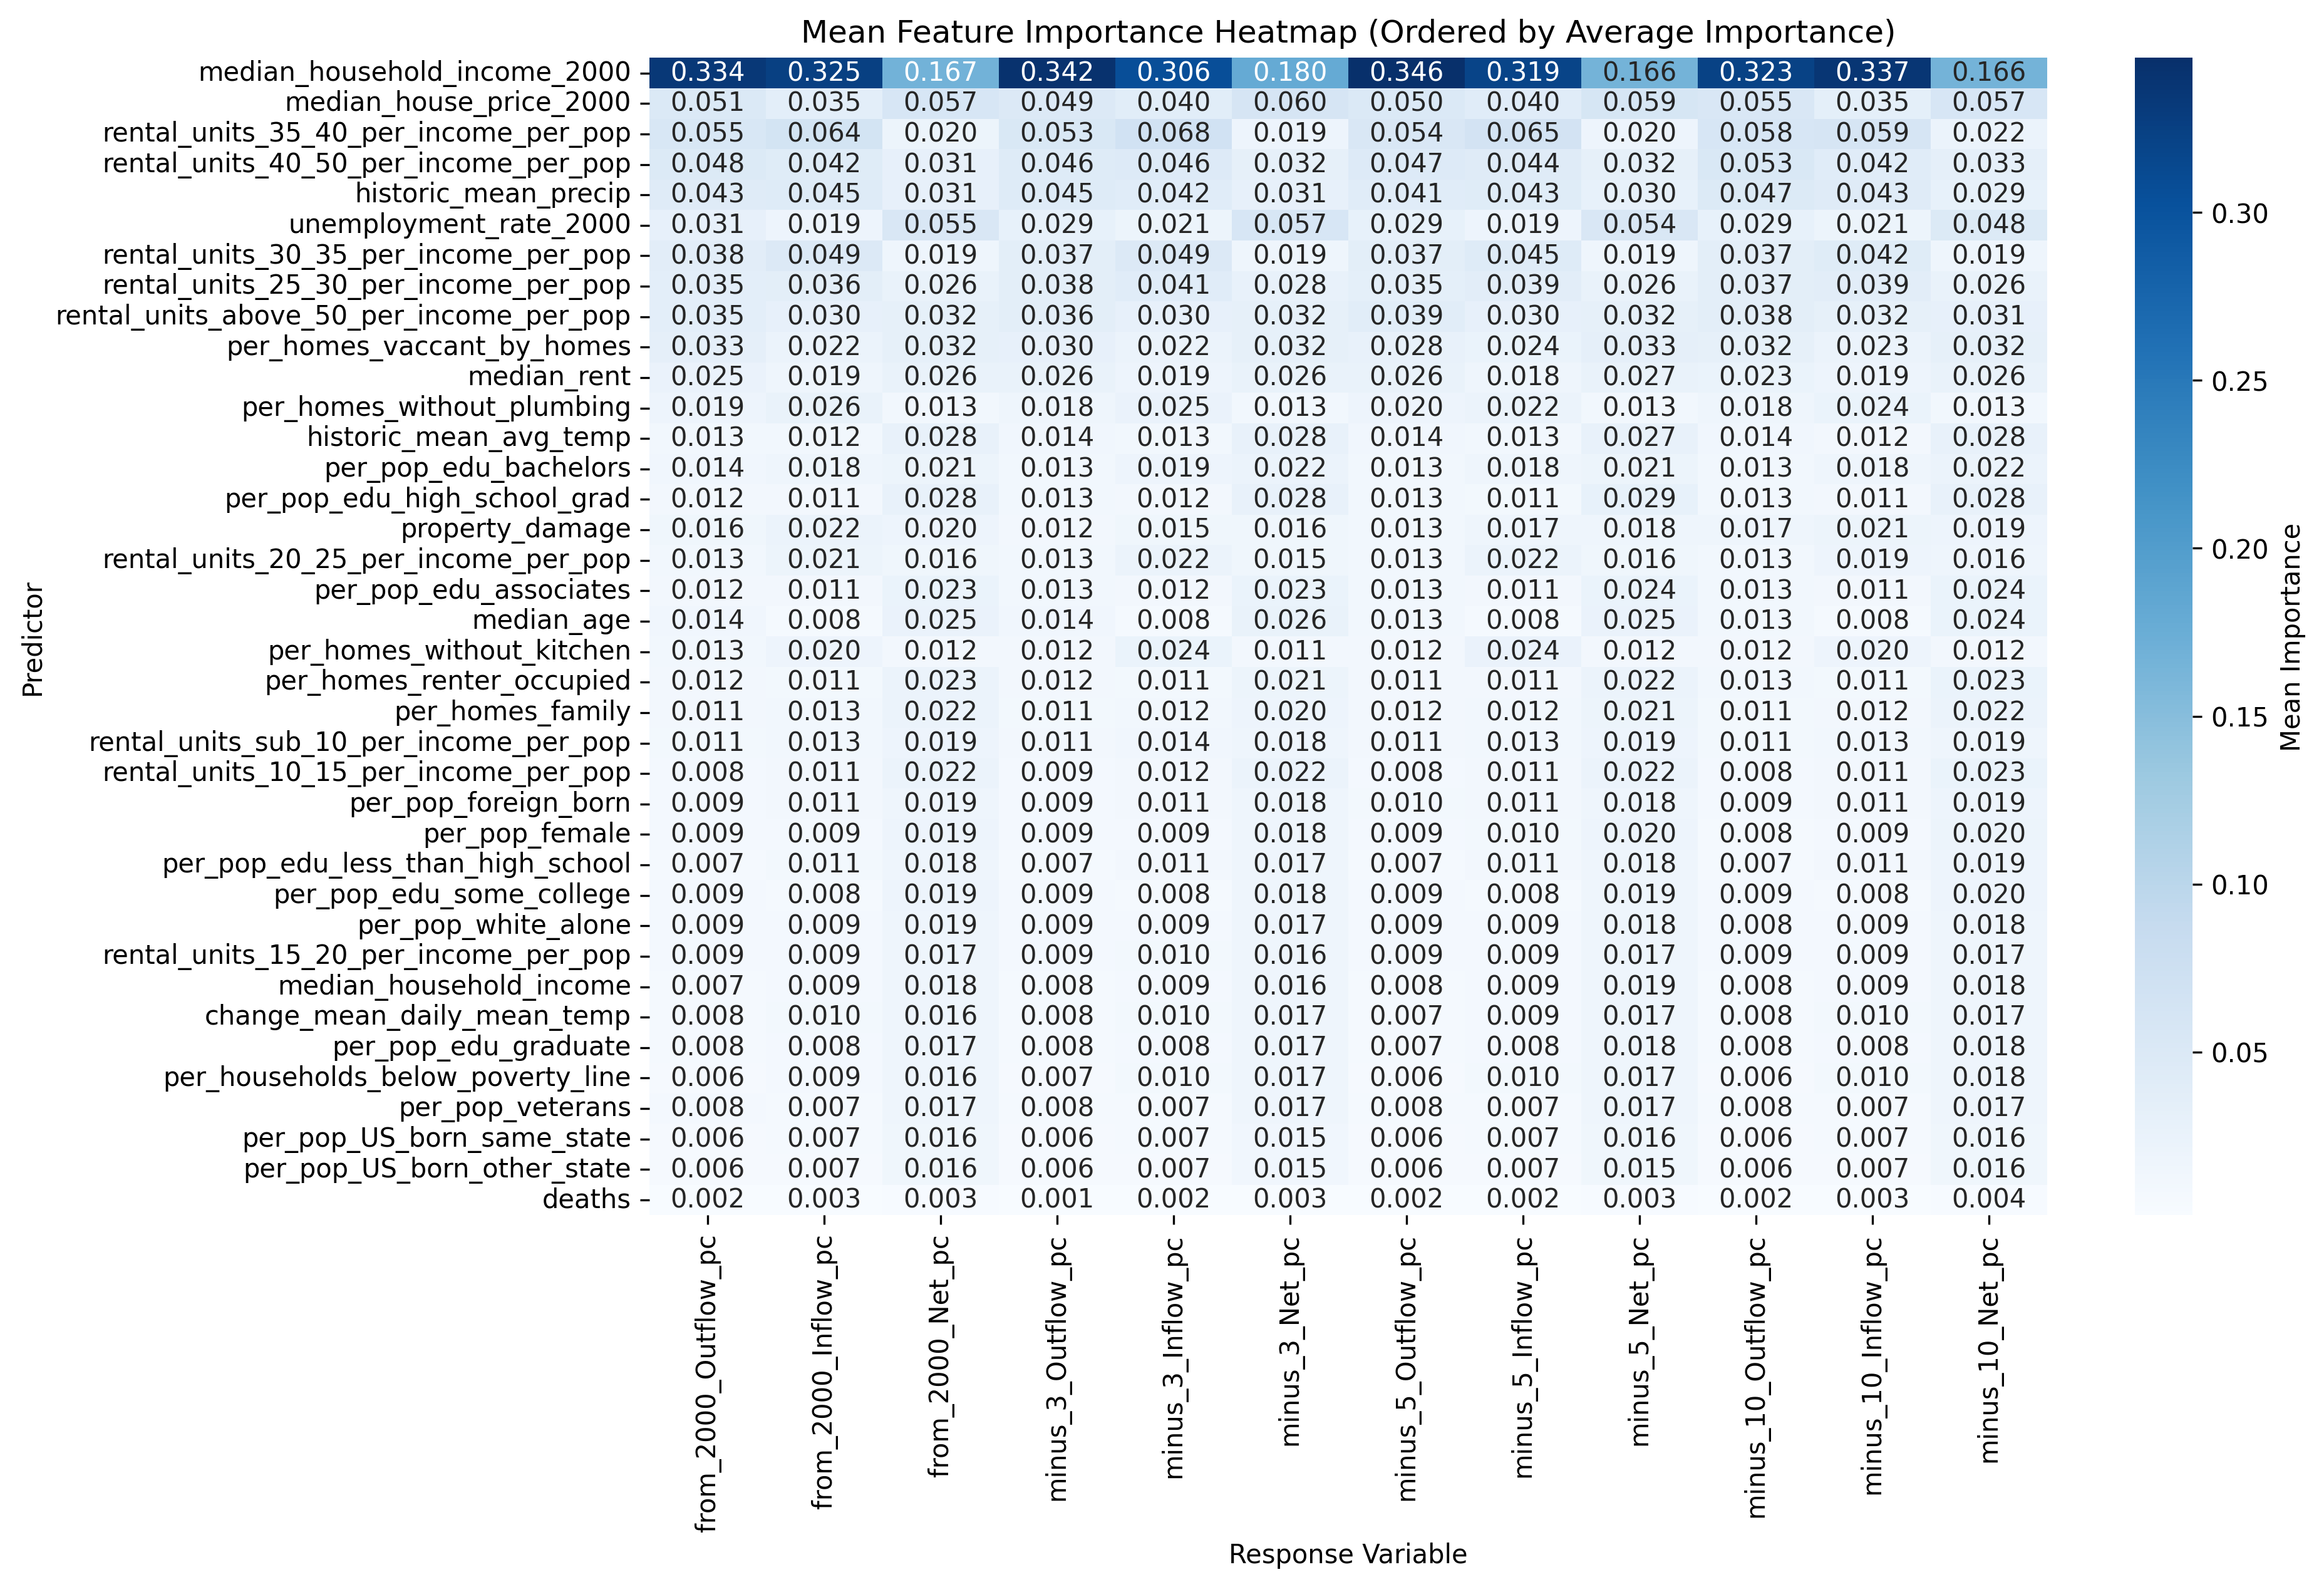 Mean Feature Importance Heatmap (Ordered by Average Importance)
median_household_income_2000 0.334 0.325 0.167 0.342 0.306 0.180 0.346 0.319 0.166 0.323 0.337 0.166
median_house_price_2000 0.051 0.035 0.057 0.049 0.040 0.060 0.050 0.040 0.059 0.055 0.035 0.057
rental_units_35_40_per_income_per_pop 0.055 0.064 0.020 0.053 0.068 0.019 0.054 0.065 0.020 0.058 0.059 0.022
rental_units_40_50_per_income_per_pop 0.048 0.042 0.031 0.046 0.046 0.032 0.047 0.044 0.032 0.053 0.042 0.033
historic_mean_precip 0.043 0.045 0.031 0.045 0.042 0.031 0.041 0.043 0.030 0.047 0.043 0.029
unemployment_rate_2000 0.031 0.019 0.055 0.029 0.021 0.057 0.029 0.019 0.054 0.029 0.021 0.048
rental_units_30_35_per_income_per_pop 0.038 0.049 0.019 0.037 0.049 0.019 0.037 0.045 0.019 0.037 0.042 0.019
rental_units_25_30_per_income_per_pop 0.035 0.036 0.026 0.038 0.041 0.028 0.035 0.039 0.026 0.037 0.039 0.026
rental_units_above_50_per_income_per_pop 0.035 0.030 0.032 0.036 0.030 0.032 0.039 0.030 0.032 0.038 0.032 0.031
per_homes_vaccant_by_homes 0.033 0.022 0.032 0.030 0.022 0.032 0.028 0.024 0.033 0.032 0.023 0.032
median_rent 0.025 0.019 0.026 0.026 0.019 0.026 0.026 0.018 0.027 0.023 0.019 0.026
per_homes_without_plumbing 0.019 0.026 0.013 0.018 0.025 0.013 0.020 0.022 0.013 0.018 0.024 0.013
historic_mean_avg_temp 0.013 0.012 0.028 0.014 0.013 0.028 0.014 0.013 0.027 0.014 0.012 0.028
per_pop_edu_bachelors 0.014 0.018 0.021 0.013 0.019 0.022 0.013 0.018 0.021 0.013 0.018 0.022
per_pop_edu_high_school_grad 0.012 0.011 0.028 0.013 0.012 0.028 0.013 0.011 0.029 0.013 0.011 0.028
property_damage 0.016 0.022 0.020 0.012 0.015 0.016 0.013 0.017 0.018 0.017 0.021 0.019
rental_units_20_25_per_income_per_pop 0.013 0.021 0.016 0.013 0.022 0.015 0.013 0.022 0.016 0.013 0.019 0.016
per_pop_edu_associates 0.012 0.011 0.023 0.013 0.012 0.023 0.013 0.011 0.024 0.013 0.011 0.024
median_age 0.014 0.008 0.025 0.014 0.008 0.026 0.013 0.008 0.025 0.013 0.008 0.024
per_homes_without_kitchen 0.013 0.020 0.012 0.012 0.024 0.011 0.012 0.024 0.012 0.012 0.020 0.012
per_homes_renter_occupied 0.012 0.011 0.023 0.012 0.011 0.021 0.011 0.011 0.022 0.013 0.011 0.023
per_homes_family 0.011 0.013 0.022 0.011 0.012 0.020 0.012 0.012 0.021 0.011 0.012 0.022
rental_units_sub_10_per_income_per_pop 0.011 0.013 0.019 0.011 0.014 0.018 0.011 0.013 0.019 0.011 0.013 0.019
rental_units_10_15_per_income_per_pop 0.008 0.011 0.022 0.009 0.012 0.022 0.008 0.011 0.022 0.008 0.011 0.023
per_pop_foreign_born 0.009 0.011 0.019 0.009 0.011 0.018 0.010 0.011 0.018 0.009 0.011 0.019
per_pop_female 0.009 0.009 0.019 0.009 0.009 0.018 0.009 0.010 0.020 0.008 0.009 0.020
per_pop_edu_less_than_high_school 0.007 0.011 0.018 0.007 0.011 0.017 0.007 0.011 0.018 0.007 0.011 0.019
per_pop_edu_some_college 0.009 0.008 0.019 0.009 0.008 0.018 0.009 0.008 0.019 0.009 0.008 0.020
per_pop_white_alone 0.009 0.009 0.019 0.009 0.009 0.017 0.009 0.009 0.018 0.008 0.009 0.018
rental_units_15_20_per_income_per_pop 0.009 0.009 0.017 0.009 0.010 0.016 0.009 0.009 0.017 0.009 0.009 0.017
median_household_income 0.007 0.009 0.018 0.008 0.009 0.016 0.008 0.009 0.019 0.008 0.009 0.018
change_mean_daily_mean_temp 0.008 0.010 0.016 0.008 0.010 0.017 0.007 0.009 0.017 0.008 0.010 0.017
per_pop_edu_graduate 0.008 0.008 0.017 0.008 0.008 0.017 0.007 0.008 0.018 0.008 0.008 0.018
per_households_below_poverty_line 0.006 0.009 0.016 0.007 0.010 0.017 0.006 0.010 0.017 0.006 0.010 0.018
per_pop_veterans 0.008 0.007 0.017 0.008 0.007 0.017 0.008 0.007 0.017 0.008 0.007 0.017
per_pop_US_born_same_state 0.006 0.007 0.016 0.006 0.007 0.015 0.006 0.007 0.016 0.006 0.007 0.016
per_pop_US_born_other_state 0.006 0.007 0.016 0.006 0.007 0.015 0.006 0.007 0.015 0.006 0.007 0.016
deaths 0.002 0.003 0.003 0.001 0.002 0.003 0.002 0.002 0.003 0.002 0.003 0.004
Predictor
from_2000_Outflow_pc
from_2000_Inflow_pc
from_2000_Net_pc
minus_3_Outflow_pc
minus_3_Inflow_pc
minus_3_Net_pc
minus_5_Outflow_pc
minus_5_Inflow_pc
minus_5_Net_pc
minus_10_Outflow_pc
minus_10_Inflow_pc
minus_10_Net_pc
Response Variable
0.30
0.25
0.20
0.15
0.10
0.05
Mean Importance